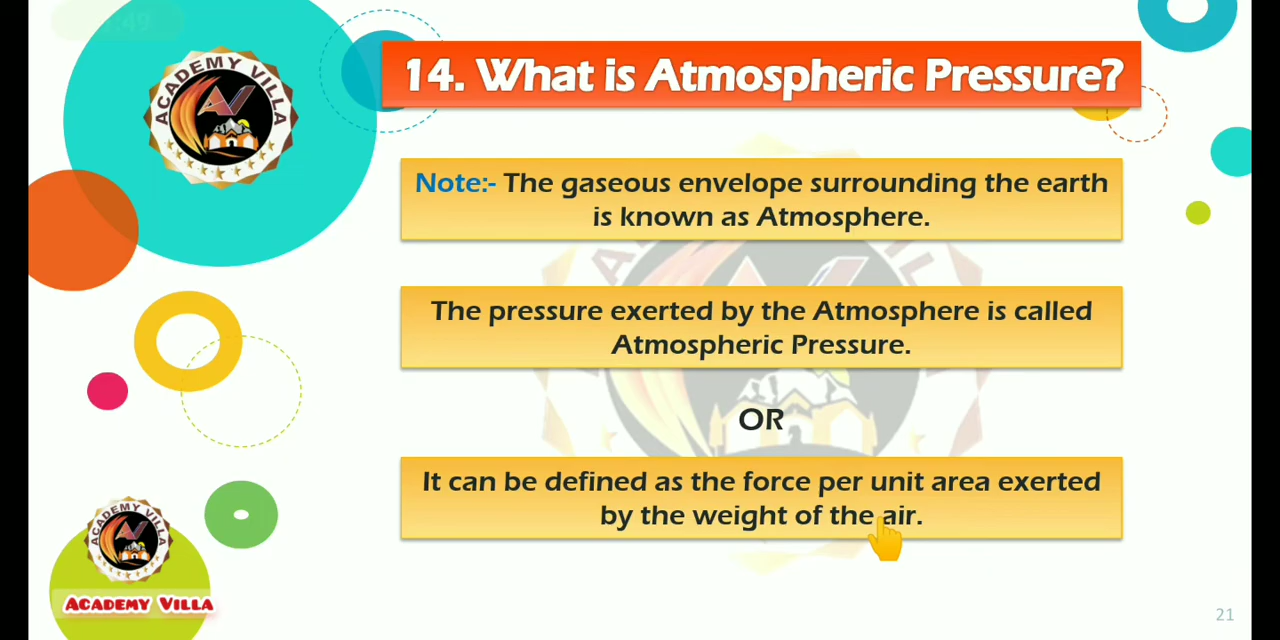 ACADEMY VILLA
14. What is Atmospheric Pressure?
Note:- The gaseous envelope surrounding the earth
is known as Atmosphere.
The pressure exerted by the Atmosphere is called
Atmospheric Pressure.
OR
It can be defined as the force per unit area exerted
by the weight of the air.
ACADEMY VILLA
ACADEMY VILLA
21